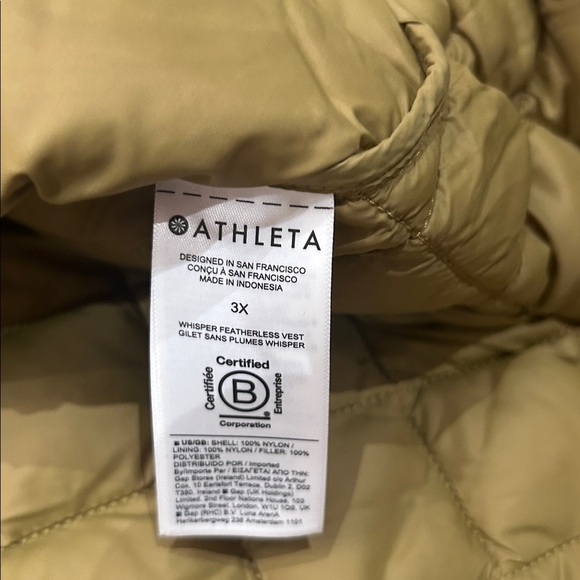 ATHLETA
DESIGNED IN SAN FRANCISCO
CONÇU À SAN FRANCISCO
MADE IN INDONESIA
3X
WHISPER FEATHERLESS VEST
GILET SANS PLUMES WHISPER
Certified
Certifiée
B
Entreprise
Corporation
US/GB: SHELL: 100% NYLON /
LINING: 100% NYLON / FILLER: 100%
POLYESTER
DISTRIBUIDO POR / Imported
By/Importe Per / ΕΙΣΑΓΕΤΑΙ ΑΠΟ ΤΗΝ:
Gap Stores (Ireland) Limited c/o Arthur
Cox, 10 Earlsfort Terrace, Dublin 2, D02
T380, Ireland Gap (UK Holdings)
Limited, 2nd Floor Nations House, 103
Wigmore Street, London, W1U 1QS,
Gap (RHC) B.V. Luna ArenA
Herikerbergweg 238 Amsterdam 1101